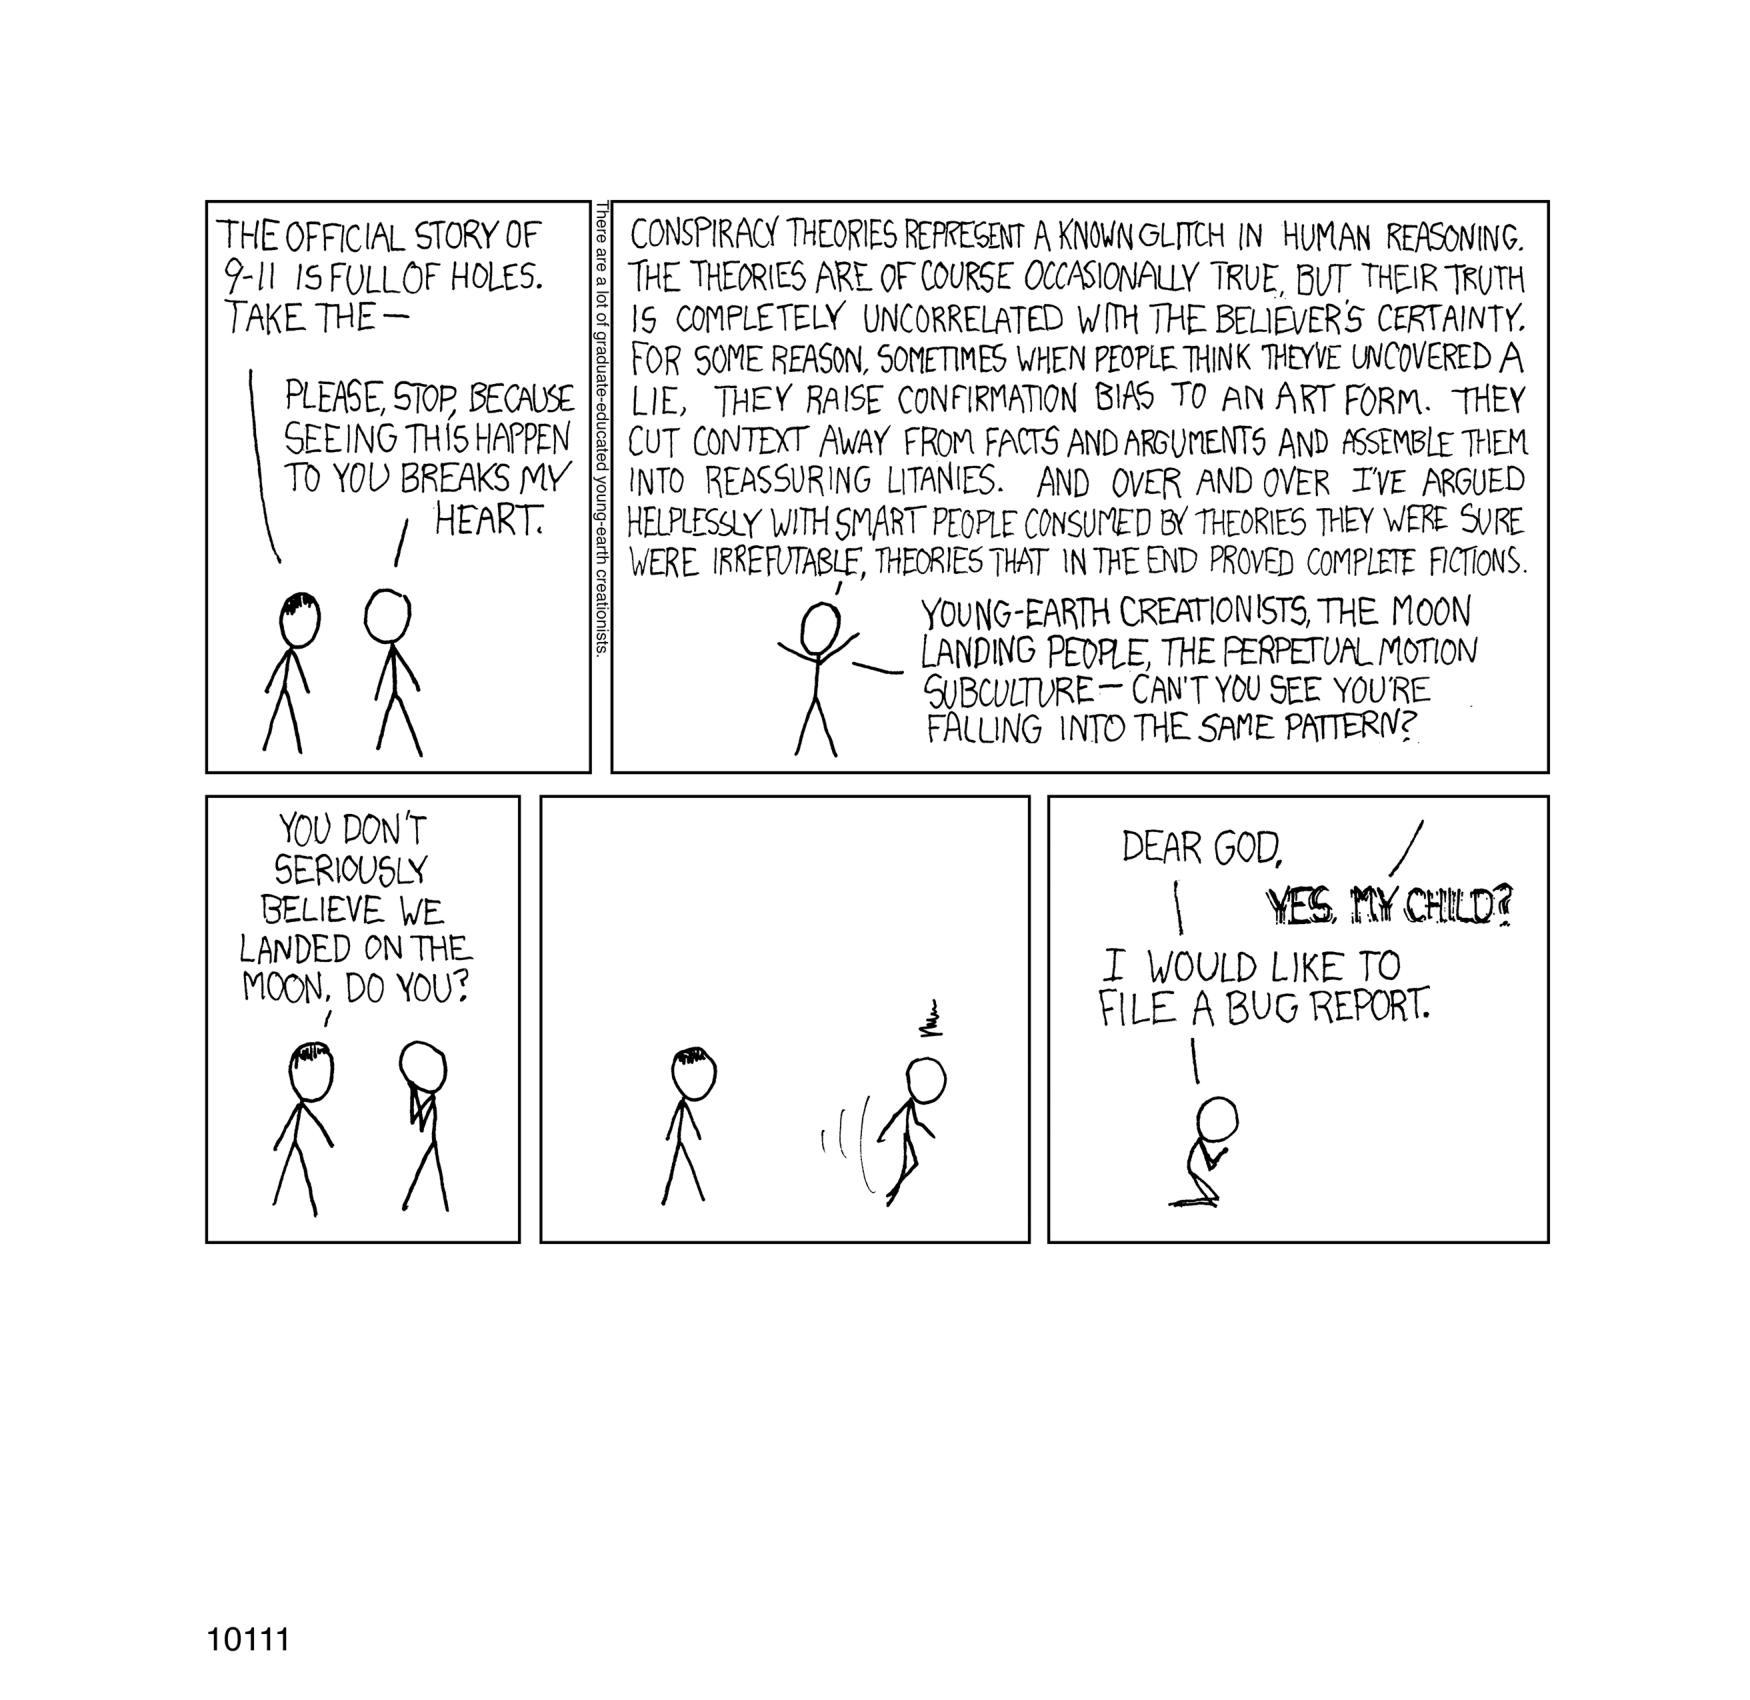 THE OFFICIAL STORY OF
9-11 IS FULL OF HOLES.
TAKE THE —
PLEASE, STOP, BECAUSE
SEEING THIS HAPPEN
TO YOU BREAKS MY
HEART.
There are a lot of graduate-educated young-earth creationists.
CONSPIRACY THEORIES REPRESENT A KNOWN GLITCH IN HUMAN REASONING.
THE THEORIES ARE OF COURSE OCCASIONALLY TRUE, BUT THEIR TRUTH
IS COMPLETELY UNCORRELATED WITH THE BELIEVER'S CERTAINTY.
FOR SOME REASON, SOMETIMES WHEN PEOPLE THINK THEY'VE UNCOVERED A
LIE, THEY RAISE CONFIRMATION BIAS TO AN ART FORM. THEY
CUT CONTEXT AWAY FROM FACTS AND ARGUMENTS AND ASSEMBLE THEM
INTO REASSURING LITANIES. AND OVER AND OVER I'VE ARGUED
HELPLESSLY WITH SMART PEOPLE CONSUMED BY THEORIES THEY WERE SURE
WERE IRREFUTABLE, THEORIES THAT IN THE END PROVED COMPLETE FICTIONS.
YOUNG-EARTH CREATIONISTS, THE MOON
LANDING PEOPLE, THE PERPETUAL MOTION
SUBCULTURE — CAN'T YOU SEE YOU'RE
FALLING INTO THE SAME PATTERN?
YOU DON'T
SERIOUSLY
BELIEVE WE
LANDED ON THE
MOON, DO YOU?
DEAR GOD,
YES, MY CHILD?
I WOULD LIKE TO
FILE A BUG REPORT.
10111